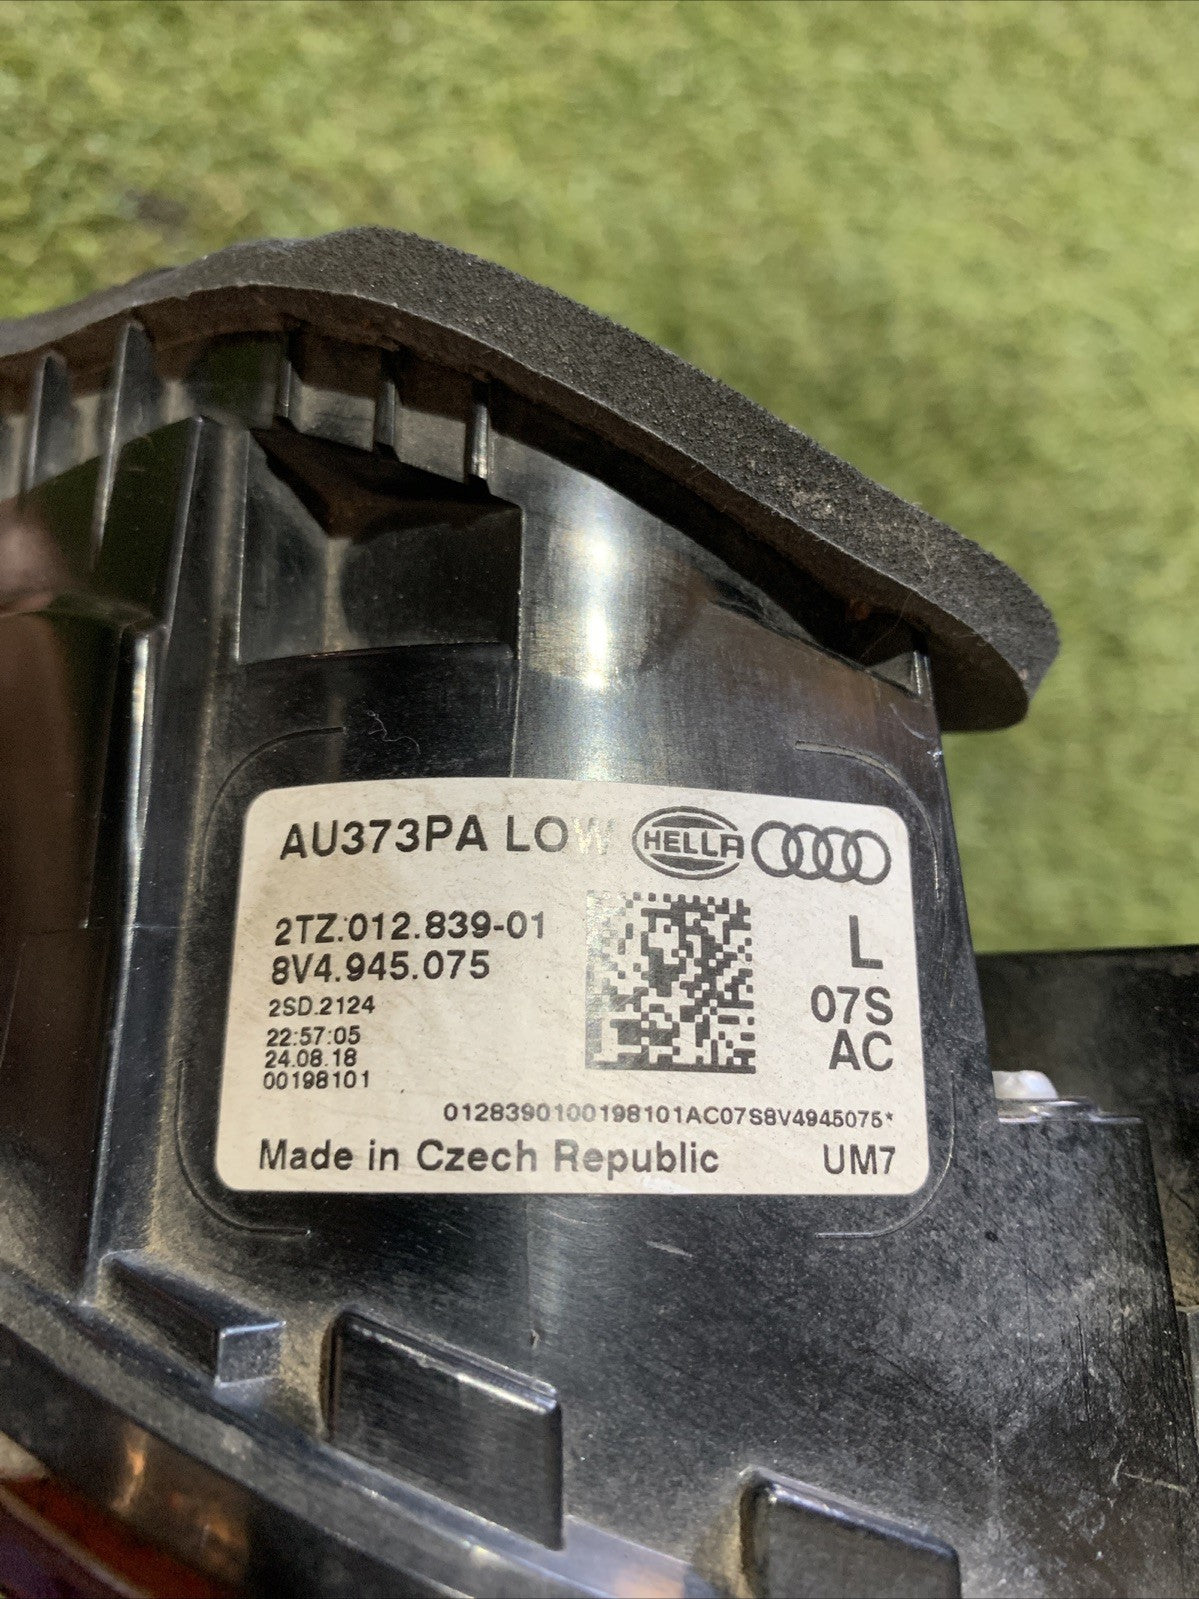 AU373PA LOW HELLA
2TZ.012.839-01
8V4.945.075
2SD.2124
22:57:05
24.08.18
00198101
L
07S
AC
0128390100198101AC07S8V4945075*
Made in Czech Republic UM7